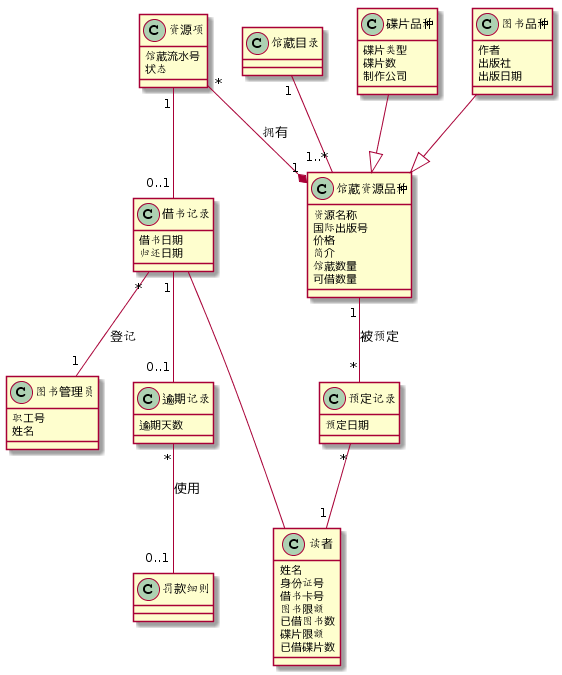 C 资源项
馆藏流水号
状态
C 馆藏目录
C 碟片品种
碟片类型
碟片数
制作公司
C 图书品种
作者
出版社
出版日期
*
1
1
拥有
1..*
1
0..1
C 馆藏资源品种
资源名称
国际出版号
价格
简介
馆藏数量
可借数量
C 借书记录
借书日期
归还日期
*
1
1
登记
被预定
1
0..1
*
C 图书管理员
职工号
姓名
C 逾期记录
逾期天数
C 预定记录
预定日期
*
*
使用
1
0..1
C 读者
姓名
身份证号
借书卡号
图书限额
已借图书数
碟片限额
已借碟片数
C 罚款细则